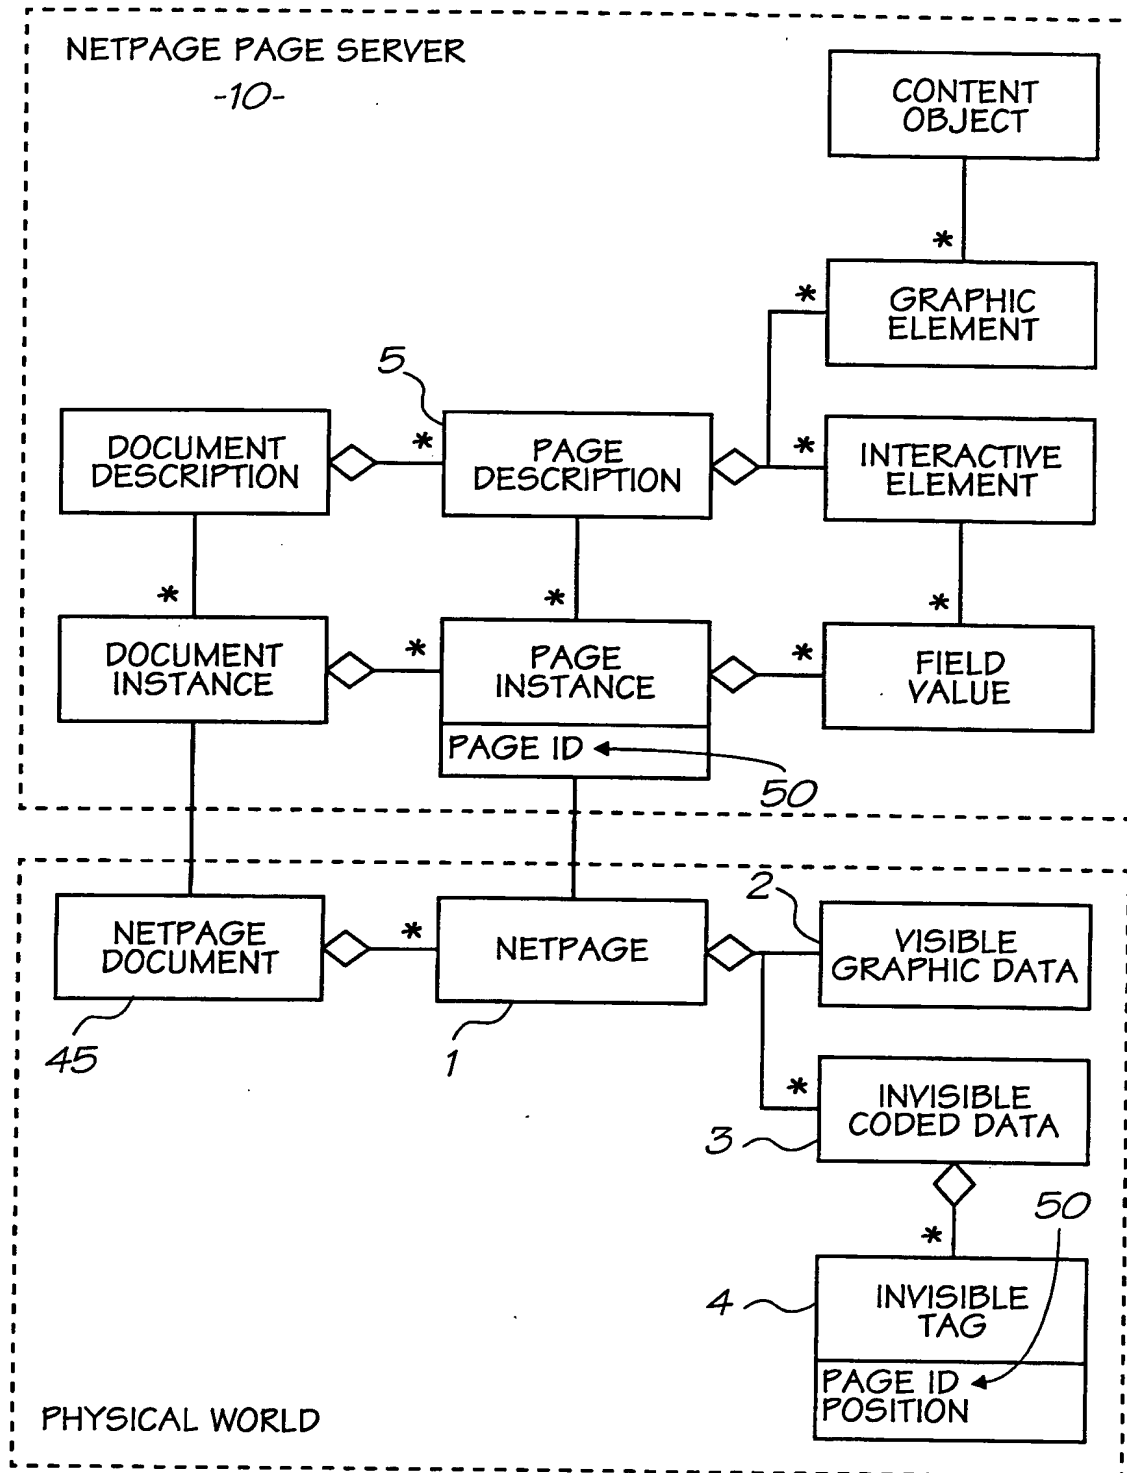 NETPAGE PAGE SERVER
-10-
CONTENT
OBJECT
*
*
GRAPHIC
ELEMENT
5
DOCUMENT
DESCRIPTION
*
PAGE
DESCRIPTION
*
INTERACTIVE
ELEMENT
*
*
*
DOCUMENT
INSTANCE
*
PAGE
INSTANCE
*
FIELD
VALUE
PAGE ID
50
NETPAGE
DOCUMENT
*
NETPAGE
2
VISIBLE
GRAPHIC DATA
45
1
*
INVISIBLE
CODED DATA
3
50
*
4
INVISIBLE
TAG
PAGE ID
POSITION
PHYSICAL WORLD